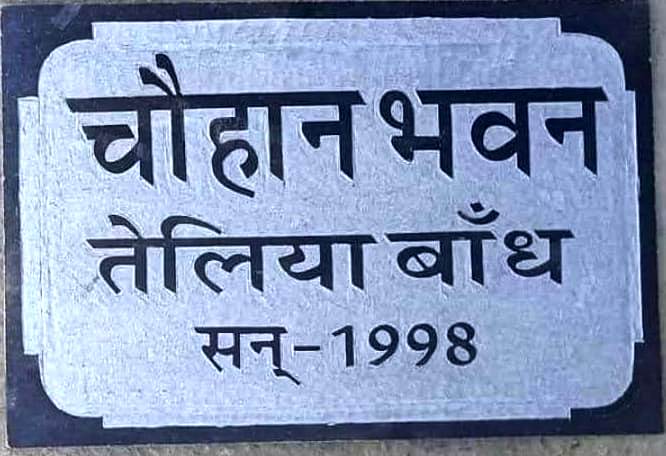 चौहान भवन
तेलिया बाँध
सन्-1998